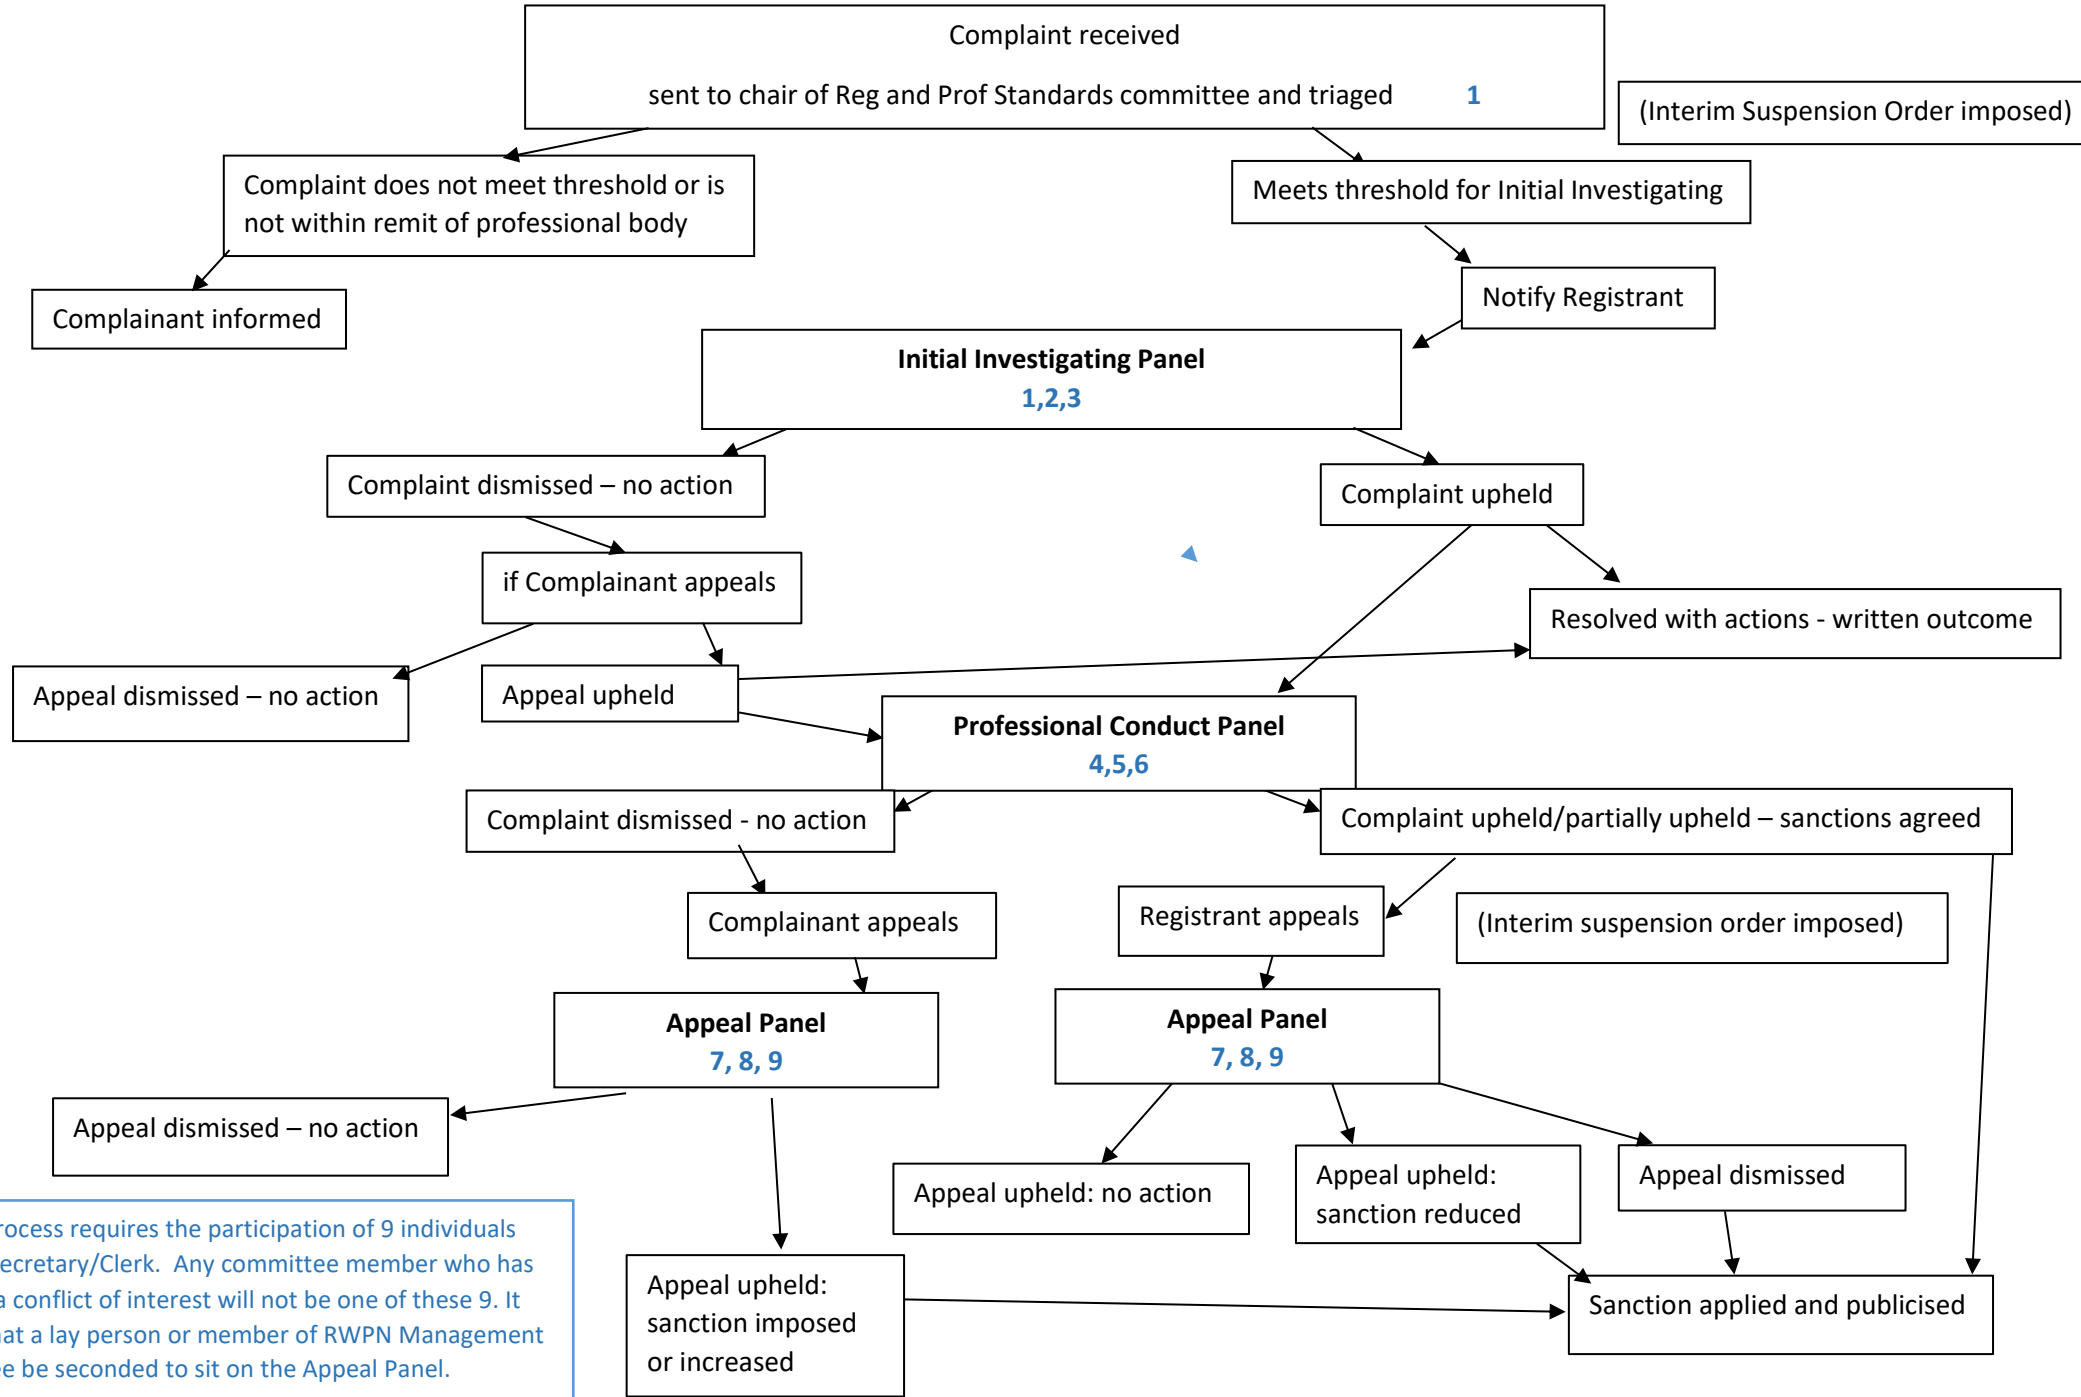 Complaint received
sent to chair of Reg and Prof Standards committee and triaged 1
(Interim Suspension Order imposed)
Complaint does not meet threshold or is
not within remit of professional body
Meets threshold for Initial Investigating
Complainant informed
Notify Registrant
Initial Investigating Panel
1,2,3
Complaint dismissed – no action
Complaint upheld
if Complainant appeals
Resolved with actions - written outcome
Appeal dismissed – no action
Appeal upheld
Professional Conduct Panel
4,5,6
Complaint dismissed - no action
Complaint upheld/partially upheld – sanctions agreed
Complainant appeals
Registrant appeals
(Interim suspension order imposed)
Appeal Panel
7, 8, 9
Appeal Panel
7, 8, 9
Appeal dismissed – no action
Appeal upheld: no action
Appeal upheld:
sanction reduced
Appeal dismissed
requires the participation of 9 individuals
Any committee member who has
a conflict of interest will not be one of these 9. It
a lay person or member of RWPN Management
be seconded to sit on the Appeal Panel.
Appeal upheld:
sanction imposed
or increased
Sanction applied and publicised